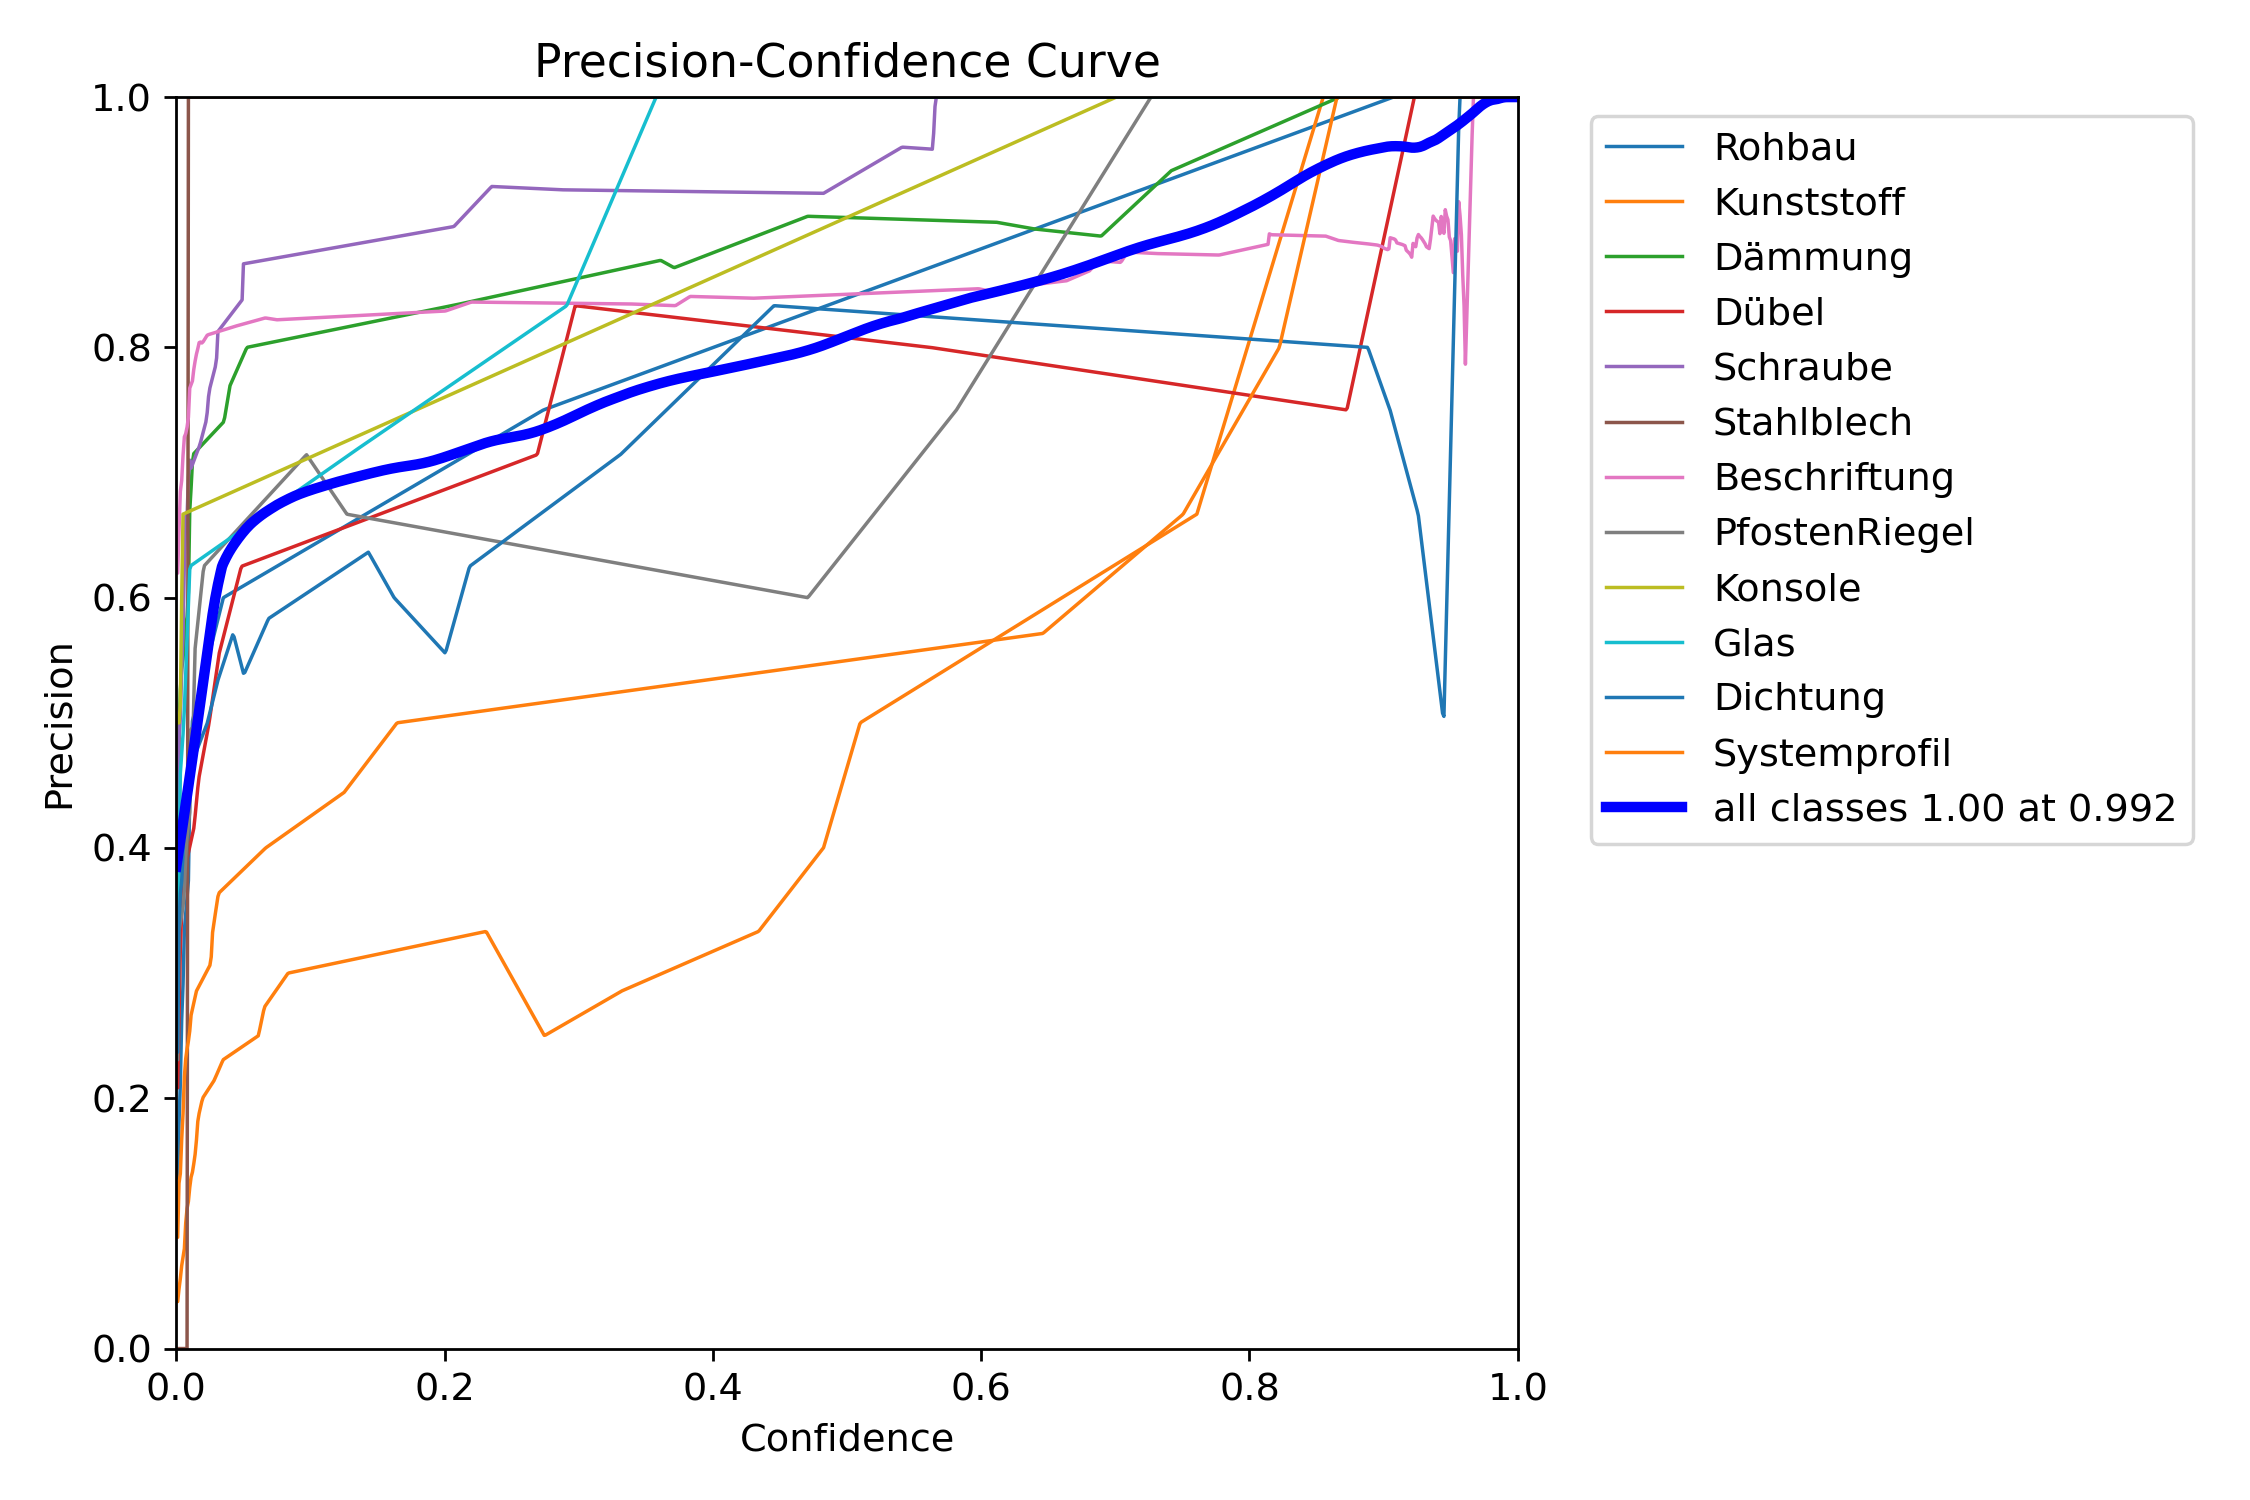 Precision-Confidence Curve
1.0
0.8
0.6
0.4
0.2
0.0
Precision
0.0 0.2 0.4 0.6 0.8 1.0
Confidence
Rohbau
Kunststoff
Dämmung
Dübel
Schraube
Stahlblech
Beschriftung
PfostenRiegel
Konsole
Glas
Dichtung
Systemprofil
all classes 1.00 at 0.992